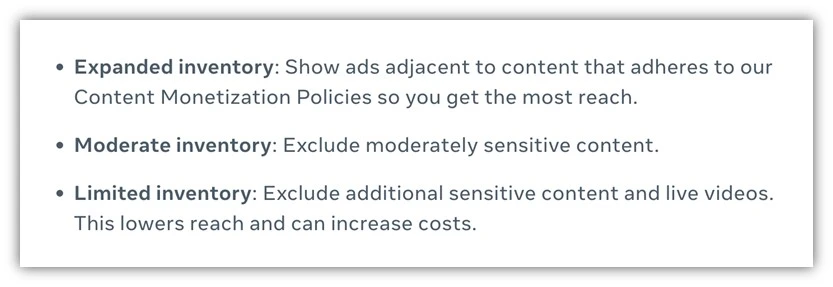 • Expanded inventory: Show ads adjacent to content that adheres to our
Content Monetization Policies so you get the most reach.
• Moderate inventory: Exclude moderately sensitive content.
• Limited inventory: Exclude additional sensitive content and live videos.
This lowers reach and can increase costs.